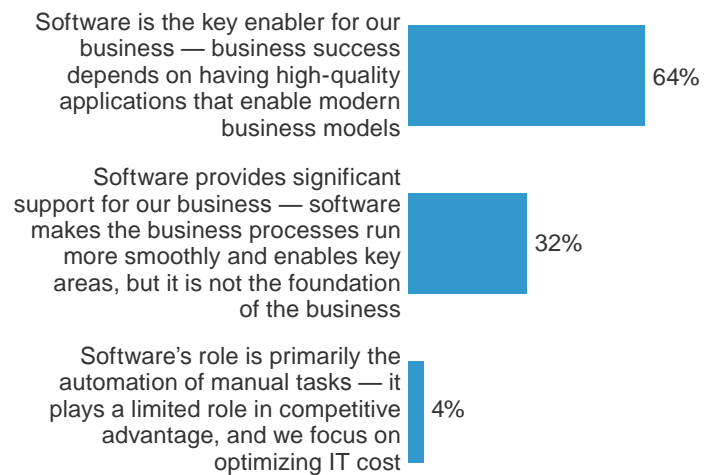 Software is the key enabler for our
business — business success
depends on having high-quality
applications that enable modern
business models
64%
Software provides significant
support for our business — software
makes the business processes run
more smoothly and enables key
areas, but it is not the foundation
of the business
32%
Software’s role is primarily the
automation of manual tasks — it
plays a limited role in competitive
advantage, and we focus on
optimizing IT cost
4%